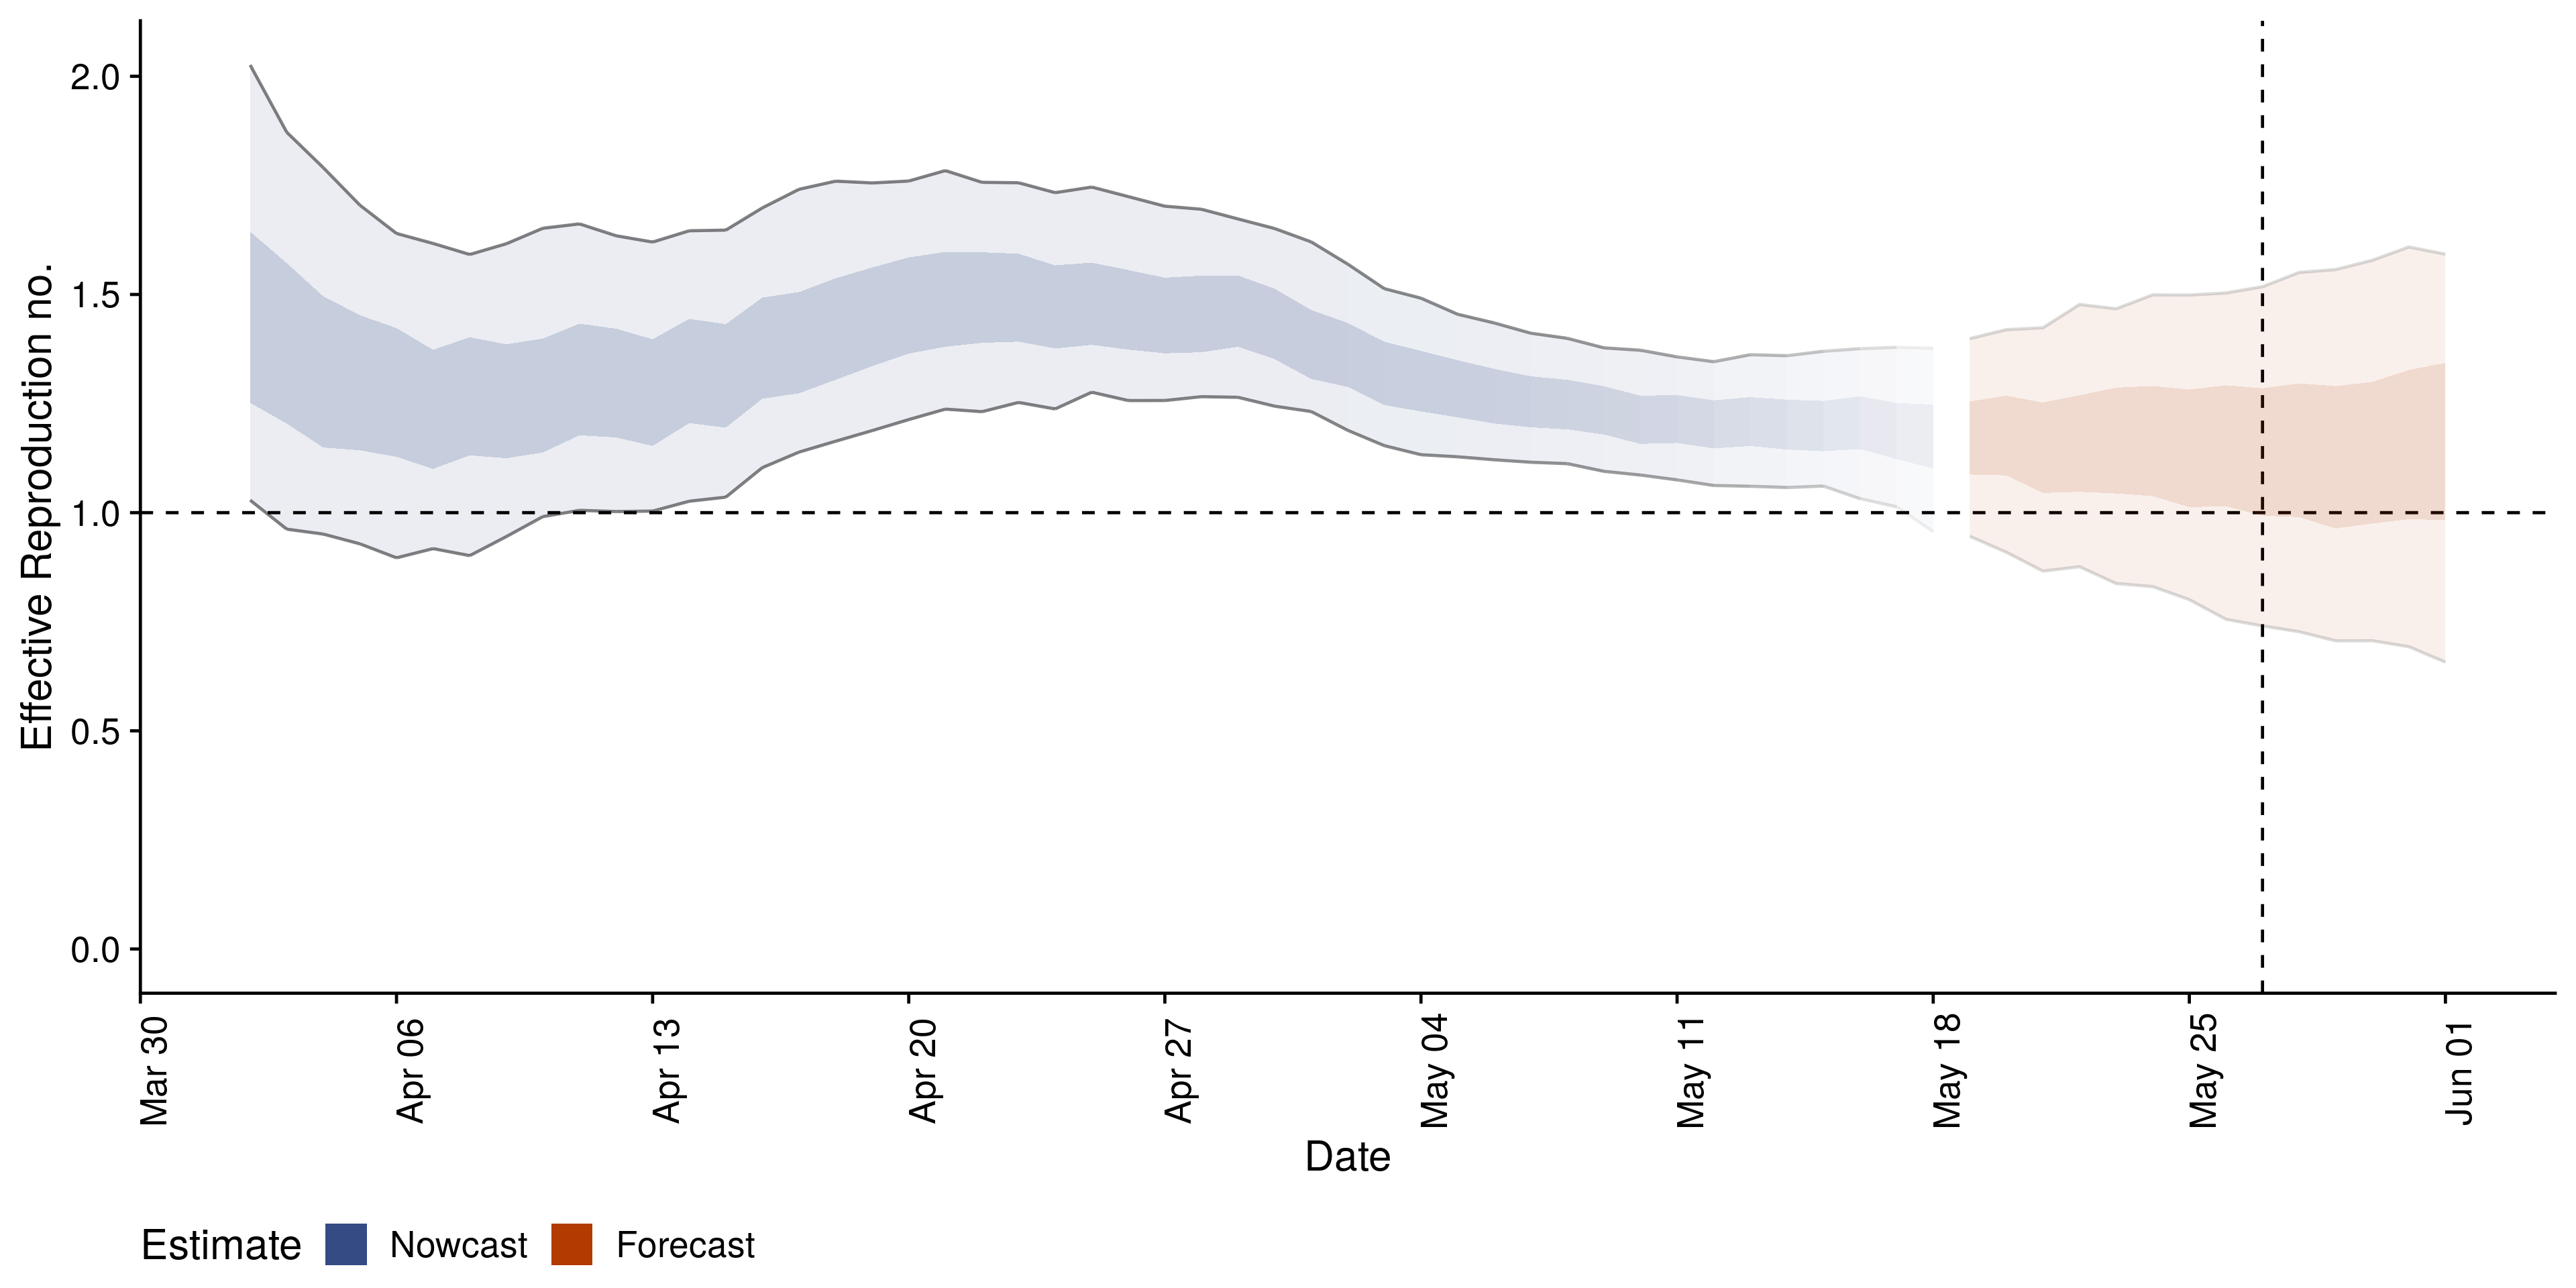 Effective Reproduction no.
2.0
1.5
1.0
0.5
0.0
Mar 30
Apr 06
Apr 13
Apr 20
Apr 27
May 04
May 11
May 18
May 25
Jun 01
Date
Estimate Nowcast Forecast